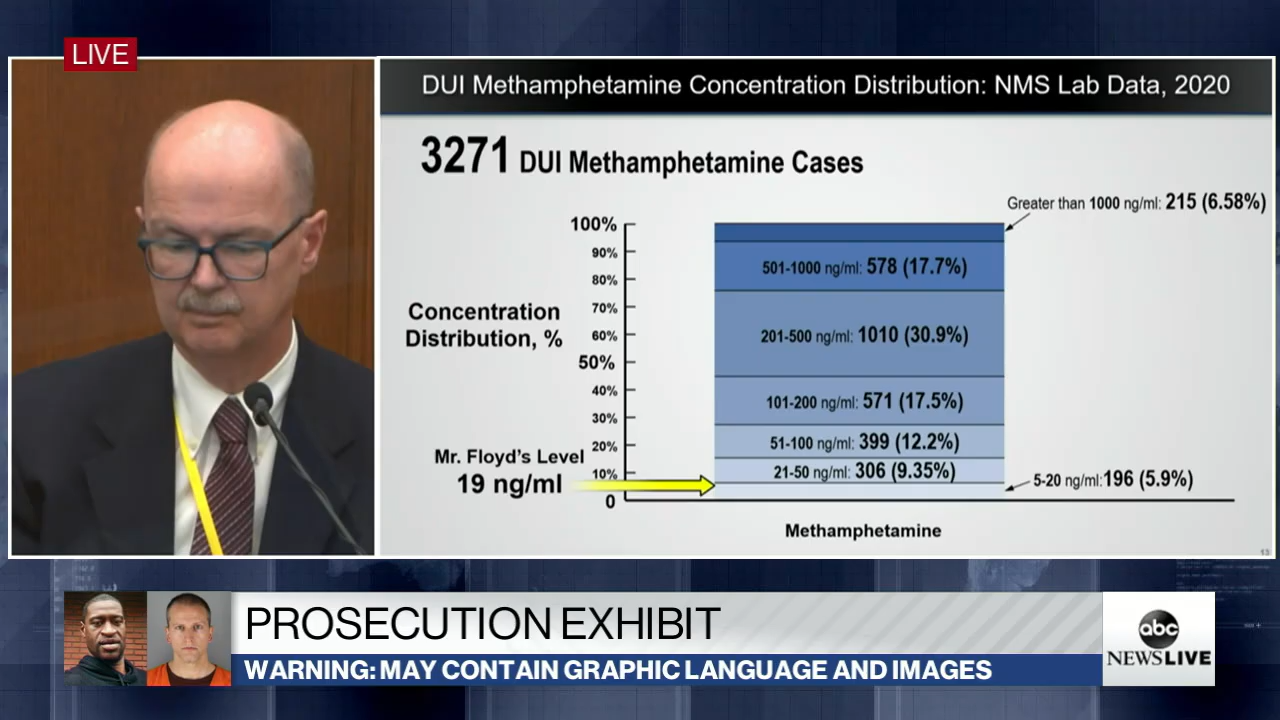 LIVE
DUI Methamphetamine Concentration Distribution: NMS Lab Data, 2020
3271 DUI Methamphetamine Cases
Greater than 1000 ng/ml: 215 (6.58%)
100%
90%
80%
70%
60%
50%
40%
30%
20%
10%
0
Concentration
Distribution, %
501-1000 ng/ml: 578 (17.7%)
201-500 ng/ml: 1010 (30.9%)
101-200 ng/ml: 571 (17.5%)
51-100 ng/ml: 399 (12.2%)
21-50 ng/ml: 306 (9.35%)
5-20 ng/ml:196 (5.9%)
Mr. Floyd's Level
19 ng/ml
Methamphetamine
13
PROSECUTION EXHIBIT
WARNING: MAY CONTAIN GRAPHIC LANGUAGE AND IMAGES
abc
NEWS LIVE